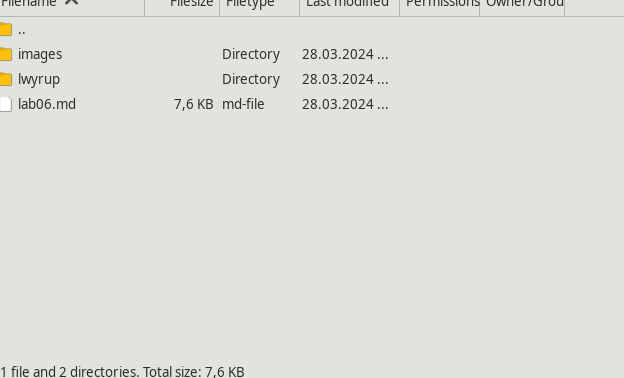 Filename Filesize Filetype Last modified Permissions Owner/Grou
..
images Directory 28.03.2024 ...
lwyrup Directory 28.03.2024 ...
lab06.md 7,6 KB md-file 28.03.2024 ...
1 file and 2 directories. Total size: 7,6 KB